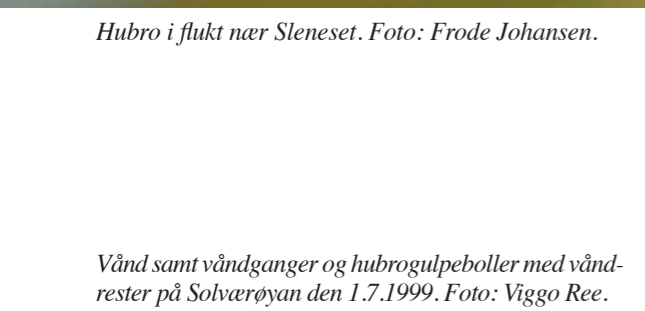 Hubro i flukt nær Sleneset. Foto: Frode Johansen.
Vånd samt våndganger og hubrogulpeboller med vånd-
rester på Solværøyan den 1.7.1999. Foto: Viggo Ree.